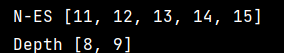 N-ES [11, 12, 13, 14, 15]
Depth [8, 9]